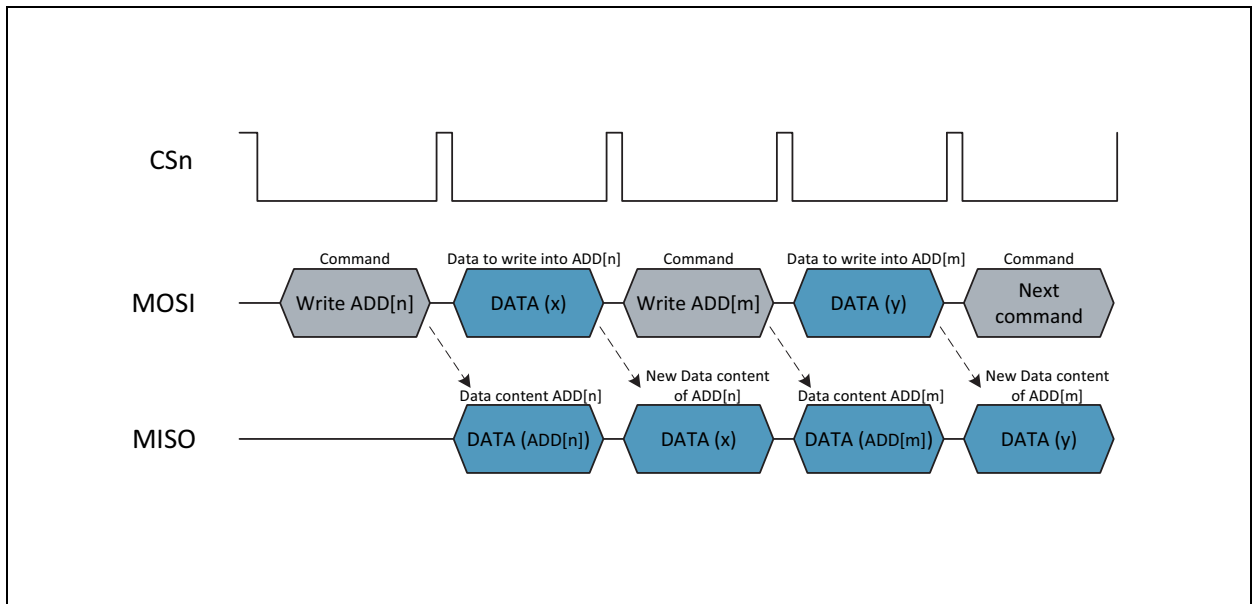 CSn
Command
Data to write into ADD[n]
Command
Data to write into ADD[m]
Command
MOSI
Write ADD[n]
DATA (x)
Write ADD[m]
DATA (y)
Next
command
Data content ADD[n]
New Data content
of ADD[n]
Data content ADD[m]
New Data content
of ADD[m]
MISO
DATA (ADD[n])
DATA (x)
DATA (ADD[m])
DATA (y)